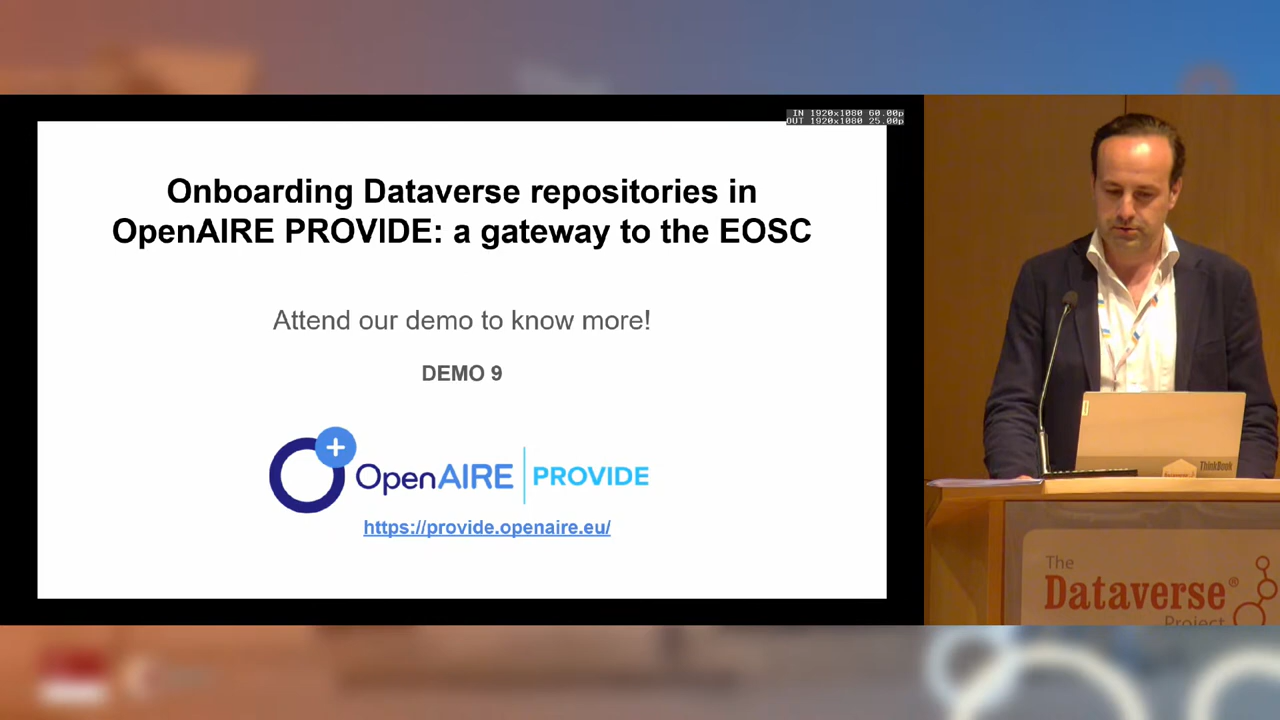 IN 1920x1080 60.00p
OUT 1920x1080 25.00p
Onboarding Dataverse repositories in
OpenAIRE PROVIDE: a gateway to the EOSC
Attend our demo to know more!
DEMO 9
OpenAIRE | PROVIDE
https://provide.openaire.eu/
ThinkBook
The
Dataverse®
Project